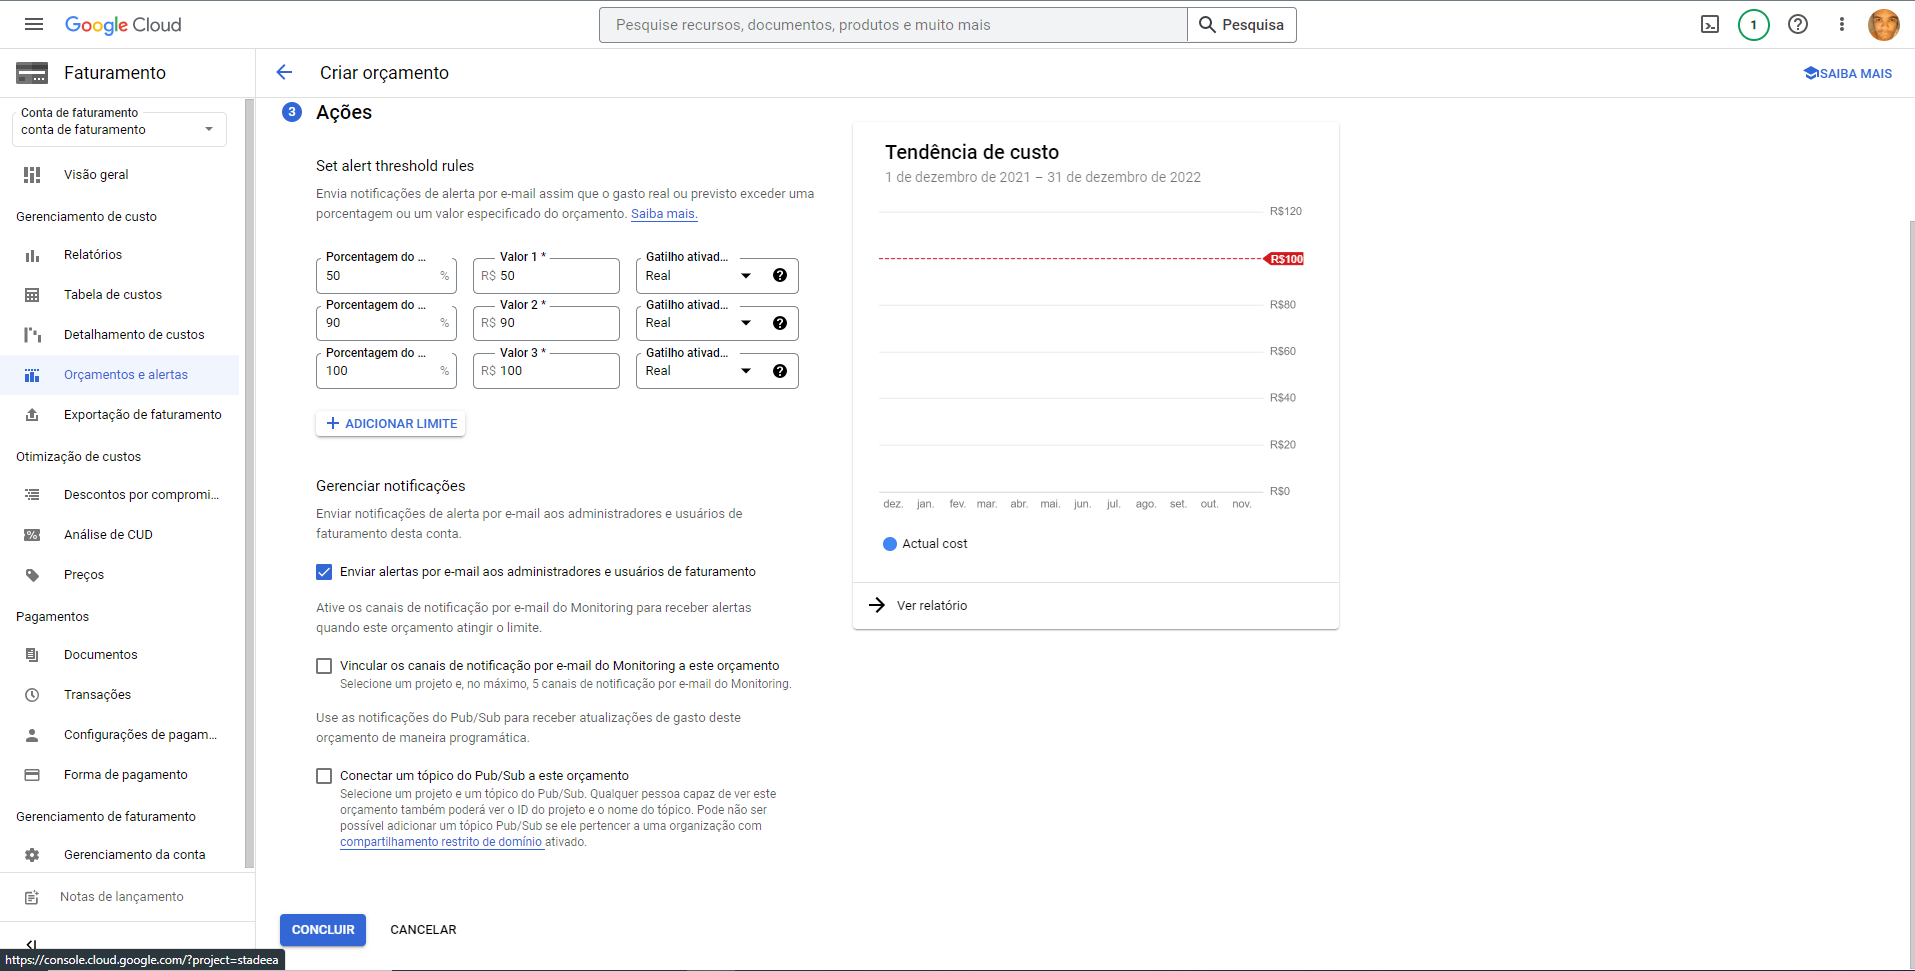 Google Cloud
Pesquise recursos, documentos, produtos e muito mais
Pesquisa
1
Faturamento
Criar orçamento
SAIBA MAIS
Conta de faturamento
conta de faturamento
Visão geral
Gerenciamento de custo
Relatórios
Tabela de custos
Detalhamento de custos
Orçamentos e alertas
Exportação de faturamento
Otimização de custos
Descontos por compromi...
Análise de CUD
Preços
Pagamentos
Documentos
Transações
Configurações de pagam...
Forma de pagamento
Gerenciamento de faturamento
Gerenciamento da conta
Notas de lançamento
https://console.cloud.google.com/?project=stadeea
3 Ações
Set alert threshold rules
Envia notificações de alerta por e-mail assim que o gasto real ou previsto exceder uma
porcentagem ou um valor especificado do orçamento. Saiba mais.
Porcentagem do ... Valor 1 * Gatilho ativad...
50 % R$ 50 Real
Porcentagem do ... Valor 2 * Gatilho ativad...
90 % R$ 90 Real
Porcentagem do ... Valor 3 * Gatilho ativad...
100 % R$ 100 Real
ADICIONAR LIMITE
Gerenciar notificações
Enviar notificações de alerta por e-mail aos administradores e usuários de
faturamento desta conta.
Enviar alertas por e-mail aos administradores e usuários de faturamento
Ative os canais de notificação por e-mail do Monitoring para receber alertas
quando este orçamento atingir o limite.
Vincular os canais de notificação por e-mail do Monitoring a este orçamento
Selecione um projeto e, no máximo, 5 canais de notificação por e-mail do Monitoring.
Use as notificações do Pub/Sub para receber atualizações de gasto deste
orçamento de maneira programática.
Conectar um tópico do Pub/Sub a este orçamento
Selecione um projeto e um tópico do Pub/Sub. Qualquer pessoa capaz de ver este
orçamento também poderá ver o ID do projeto e o nome do tópico. Pode não ser
possível adicionar um tópico Pub/Sub se ele pertencer a uma organização com
compartilhamento restrito de domínio ativado.
CONCLUIR
CANCELAR
Tendência de custo
1 de dezembro de 2021 – 31 de dezembro de 2022
R$120
R$100
R$80
R$60
R$40
R$20
R$0
dez. jan. fev. mar. abr. mai. jun. jul. ago. set. out. nov.
Actual cost
Ver relatório